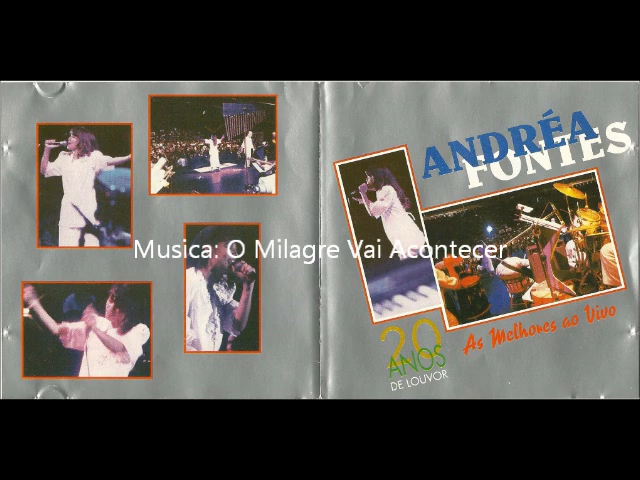 ANDRÉA
FONTES
Musica: O Milagre Vai Acontecer
20
ANOS
DE LOUVOR
As Melhores ao Vivo